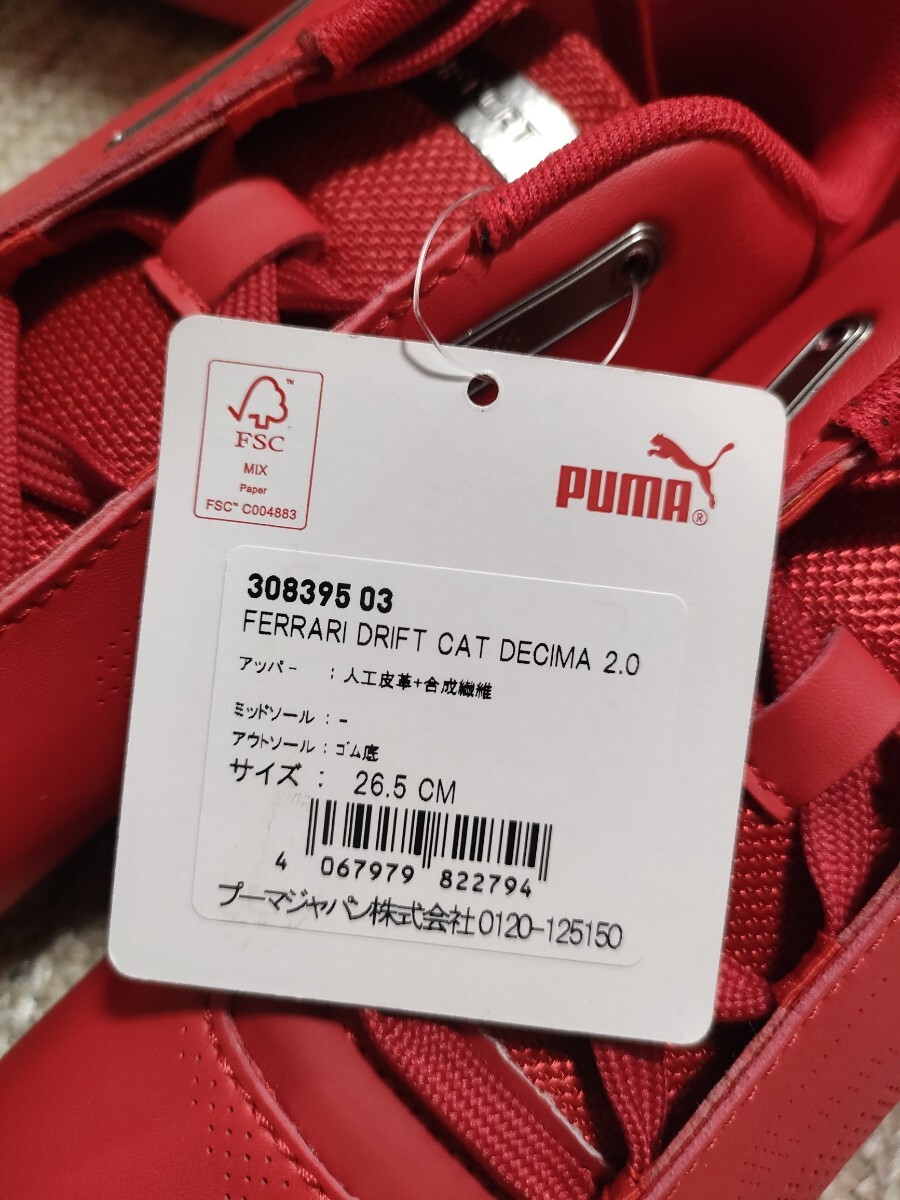 FSC
MIX
Paper
FSC™ C004883
PUMA®
308395 03
FERRARI DRIFT CAT DECIMA 2.0
アッパー : 人工皮革+合成繊維
ミッドソール : -
アウトソール : ゴム底
サイズ : 26.5 CM
4 067979 822794
プーマジャパン株式会社0120-125150